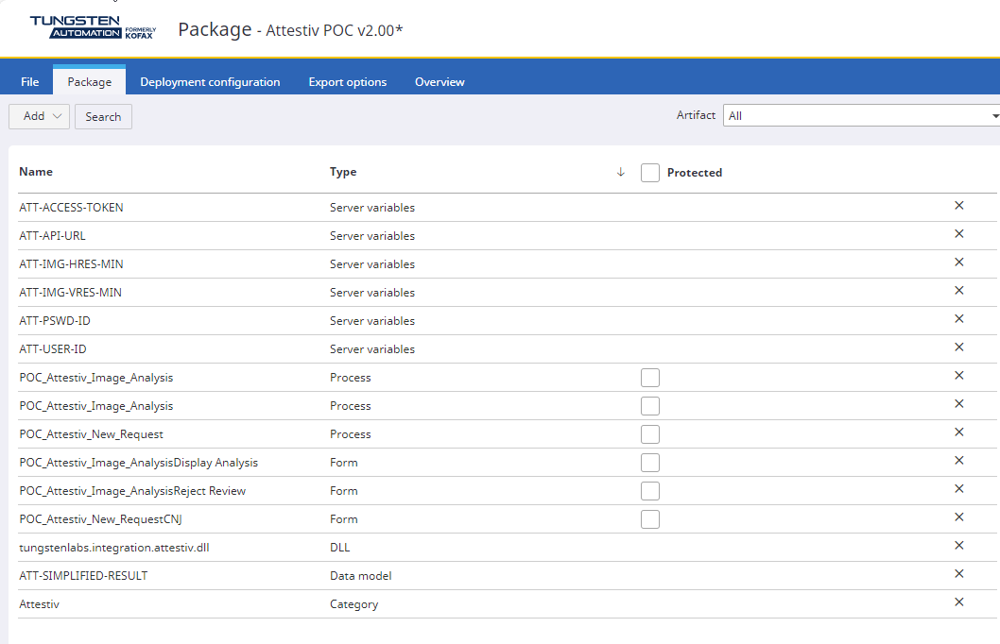 TUNGSTEN
AUTOMATION FORMERLY KOFAX
Package - Attestiv POC v2.00*
File Package Deployment configuration Export options Overview
Add Search Artifact All
Name Type ↓ Protected
ATT-ACCESS-TOKEN Server variables ✕
ATT-API-URL Server variables ✕
ATT-IMG-HRES-MIN Server variables ✕
ATT-IMG-VRES-MIN Server variables ✕
ATT-PSWD-ID Server variables ✕
ATT-USER-ID Server variables ✕
POC_Attestiv_Image_Analysis Process ✕
POC_Attestiv_Image_Analysis Process ✕
POC_Attestiv_New_Request Process ✕
POC_Attestiv_Image_AnalysisDisplay Analysis Form ✕
POC_Attestiv_Image_AnalysisReject Review Form ✕
POC_Attestiv_New_RequestCNJ Form ✕
tungstenlabs.integration.attestiv.dll DLL ✕
ATT-SIMPLIFIED-RESULT Data model ✕
Attestiv Category ✕